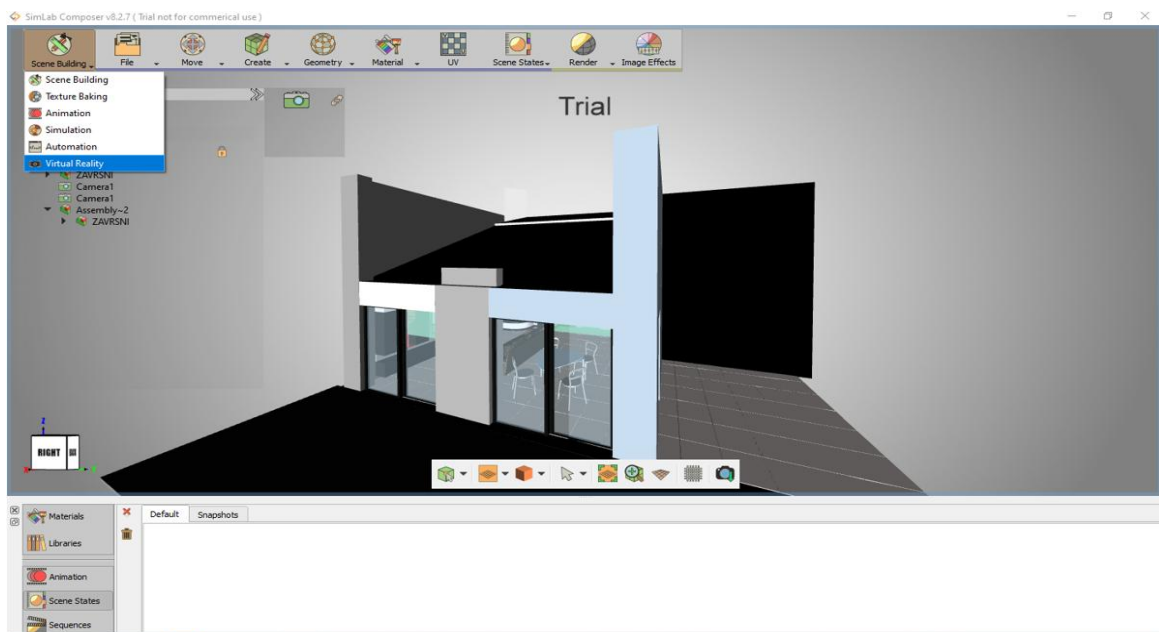 SimLab Composer v8.2.7 ( Trial not for commerical use )
Scene Building File Move Create Geometry Material UV Scene States Render Image Effects
Scene Building
Texture Baking
Animation
Simulation
Automation
Virtual Reality
ZAVRSNI
Camera1
Camera1
Assembly~2
ZAVRSNI
Trial
RIGHT
Materials
Default Snapshots
Libraries
Animation
Scene States
Sequences